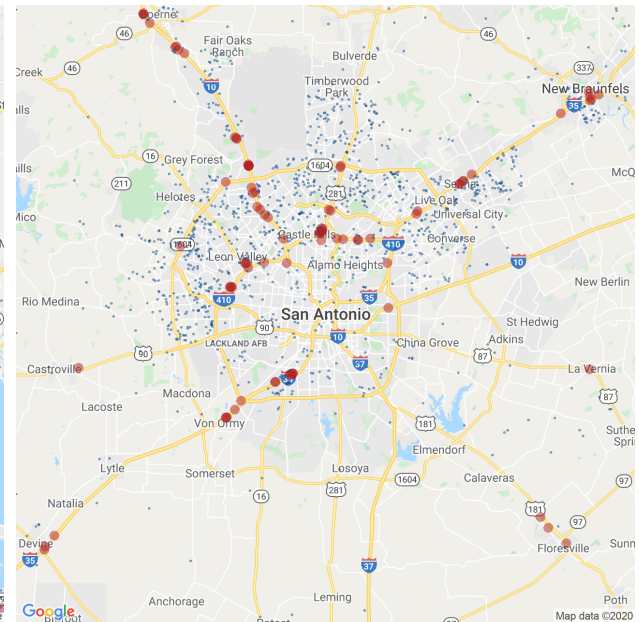 Boerne
46
Fair Oaks
Ranch
46
Bulverde
337
Creek
46
10
Timberwood
Park
New Braunfels
35
16
Grey Forest
1604
McQ
211
Helotes
281
Live Oak
Universal City
Mico
1604
Castle Hills
Converse
Leon Valley
410
Alamo Heights
10
New Berlin
Rio Medina
410
35
San Antonio
St Hedwig
90
10
Adkins
LACKLAND AFB
China Grove
90
87
37
Castroville
La Vernia
35
Macdona
87
Lacoste
Von Ormy
181
Elmendorf
Lytle
Somerset
Losoya
1604
Calaveras
97
Natalia
16
281
181
97
Devine
35
Floresville
37
Anchorage
Leming
Poth
Google
Map data ©2020